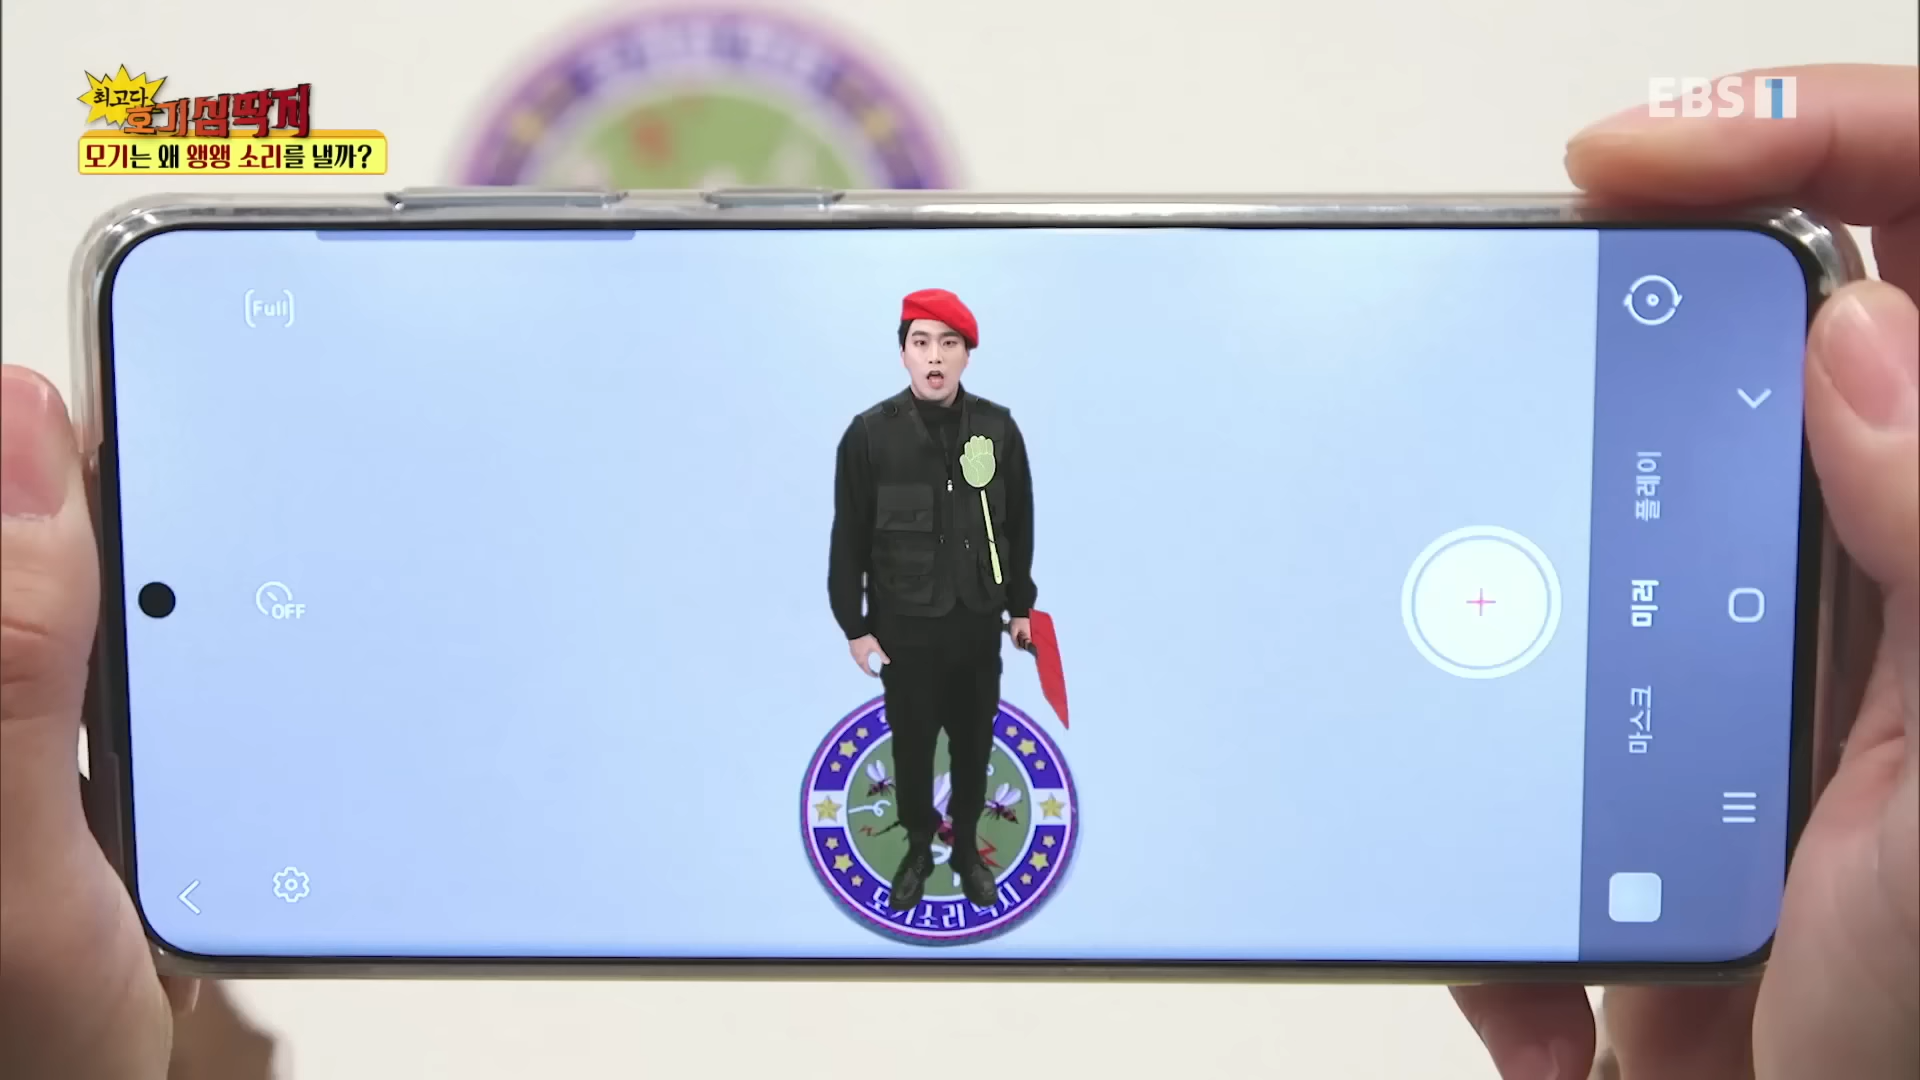 최고다
호기심딱지
모기는 왜 왱왱 소리를 낼까?
EBS 1
Full
OFF
플레이
미러
마스크
모기소리 딱지